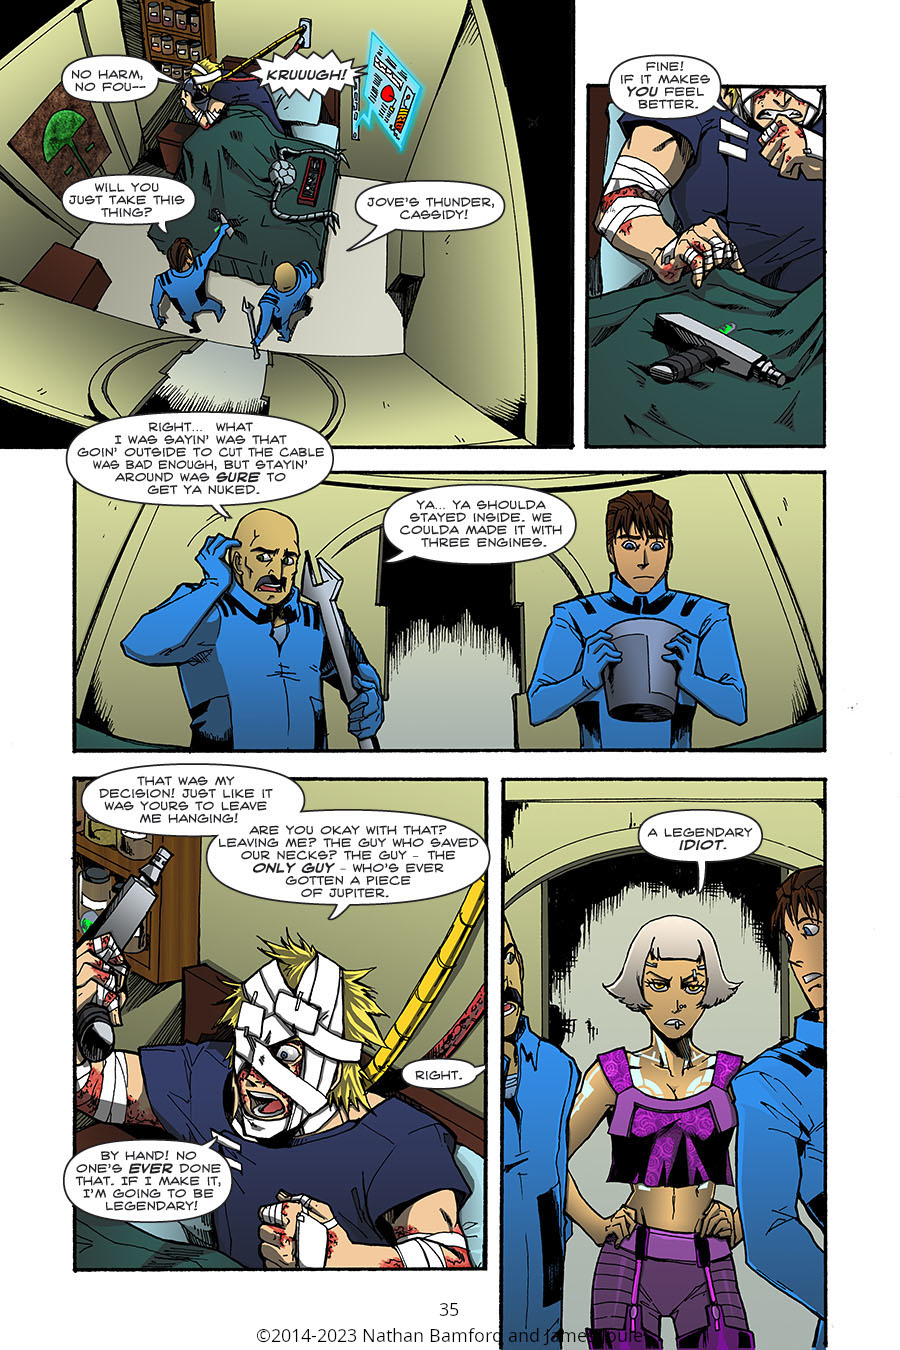 NO HARM,
NO FOU--
KRUUUGH!
WILL YOU
JUST TAKE THIS
THING?
JOVE'S THUNDER,
CASSIDY!
FINE!
IF IT MAKES
YOU FEEL
BETTER.
RIGHT... WHAT
I WAS SAYIN' WAS THAT
GOIN' OUTSIDE TO CUT THE CABLE
WAS BAD ENOUGH, BUT STAYIN'
AROUND WAS SURE TO
GET YA NUKED.
YA... YA SHOULDA
STAYED INSIDE. WE
COULDA MADE IT WITH
THREE ENGINES.
THAT WAS MY
DECISION! JUST LIKE IT
WAS YOURS TO LEAVE
ME HANGING!
ARE YOU OKAY WITH THAT?
LEAVING ME? THE GUY WHO SAVED
OUR NECKS? THE GUY - THE
ONLY GUY - WHO'S EVER
GOTTEN A PIECE
OF JUPITER.
RIGHT.
BY HAND! NO
ONE'S EVER DONE
THAT. IF I MAKE IT,
I'M GOING TO BE
LEGENDARY!
A LEGENDARY
IDIOT.
35
©2014-2023 Nathan Bamford and James Boulet